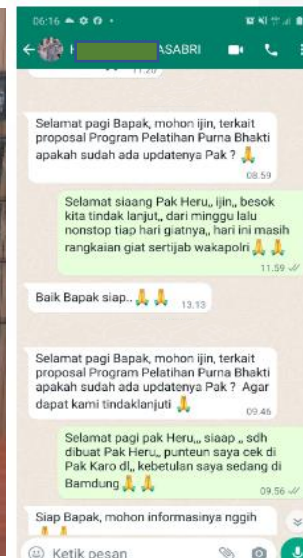 06:16
ASABRI
11.20
Selamat pagi Bapak, mohon ijin, terkait
proposal Program Pelatihan Purna Bhakti
apakah sudah ada updatenya Pak ? 🙏
08.59
Selamat siaang Pak Heru,, ijin,, besok
kita tindak lanjut,, dari minggu lalu
nonstop tiap hari giatnya,, hari ini masih
rangkaian giat sertijab wakapolri 🙏 🙏
11.59
Baik Bapak siap.. 🙏 🙏
13.13
Selamat pagi Bapak, mohon ijin, terkait
proposal Program Pelatihan Purna Bhakti
apakah sudah ada updatenya Pak ? Agar
dapat kami tindaklanjuti 🙏
09.46
Selamat pagi pak Heru,,, siaap ,, sdh
dibuat Pak Heru,, punteun saya cek di
Pak Karo dl,, kebetulan saya sedang di
Bamdung 🙏 🙏
09.56
Siap Bapak, mohon informasinya nggih
🙏 🙏
Ketik pesan